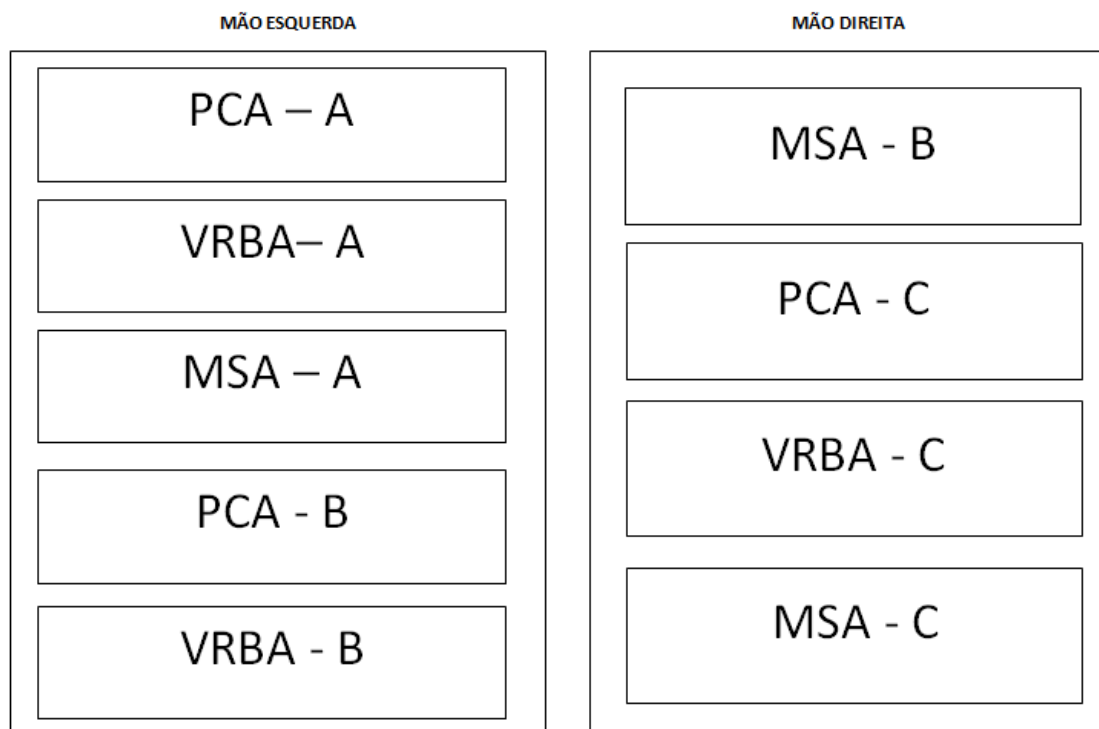 MÃO ESQUERDA
PCA – A
VRBA– A
MSA – A
PCA - B
VRBA - B
MÃO DIREITA
MSA - B
PCA - C
VRBA - C
MSA - C